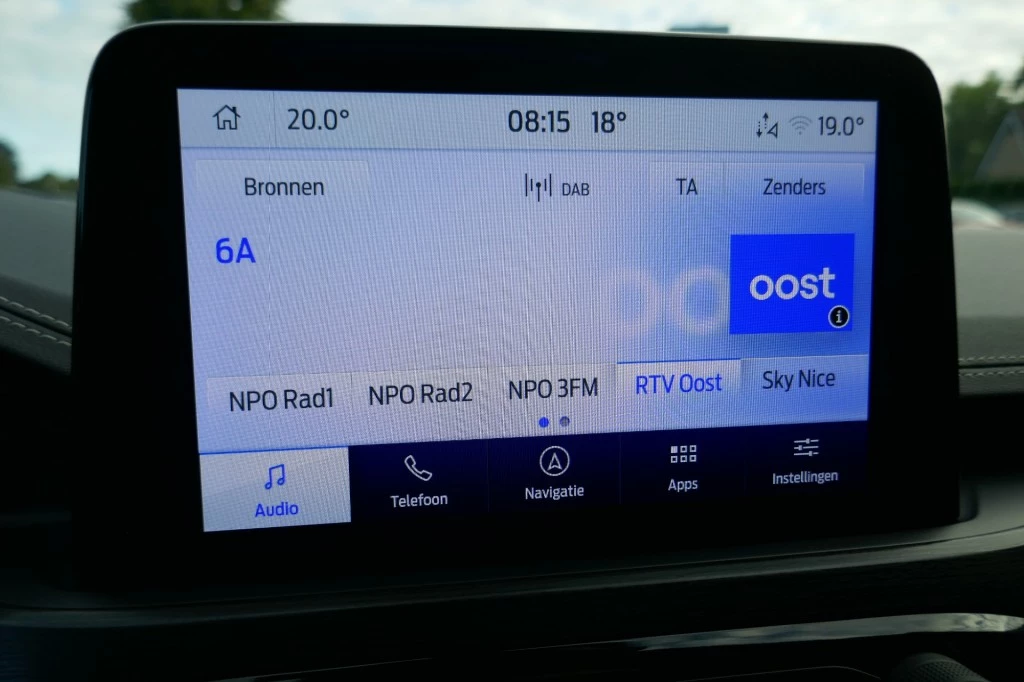 20.0° 08:15 18° 19.0°
Bronnen DAB TA Zenders
6A
oost
i
NPO Rad1 NPO Rad2 NPO 3FM RTV Oost Sky Nice
Audio Telefoon Navigatie Apps Instellingen